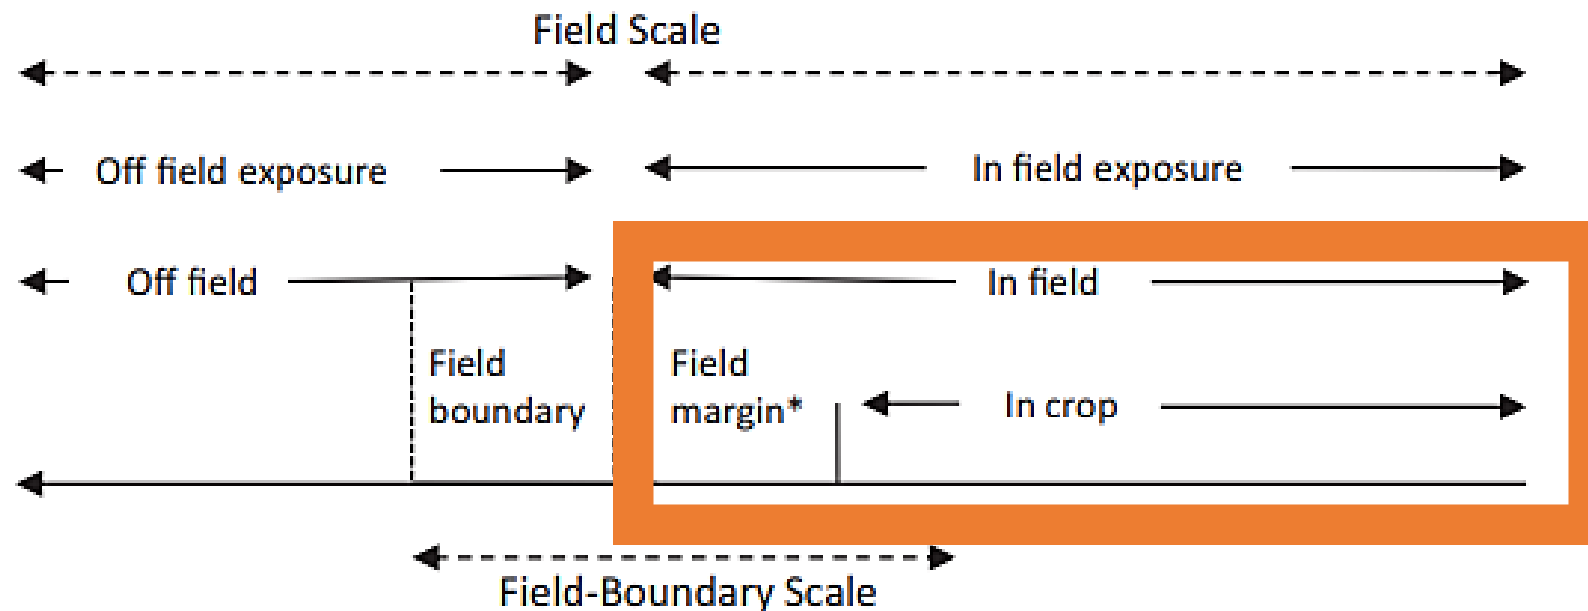 Field Scale
Off field exposure
In field exposure
Off field
In field
Field
boundary
Field
margin*
In crop
Field-Boundary Scale